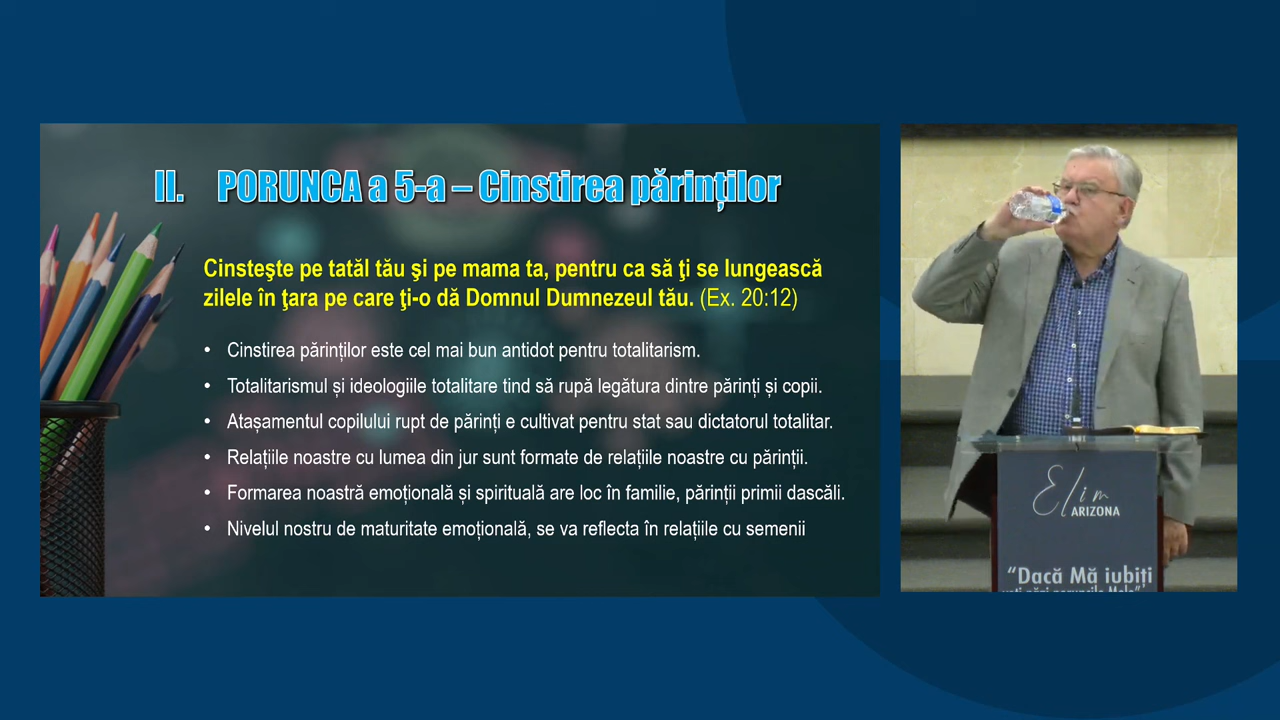 II. PORUNCA a 5-a – Cinstirea părinților
Cinsteşte pe tatăl tău şi pe mama ta, pentru ca să ţi se lungească
zilele în ţara pe care ţi-o dă Domnul Dumnezeul tău. (Ex. 20:12)
• Cinstirea părinților este cel mai bun antidot pentru totalitarism.
• Totalitarismul și ideologiile totalitare tind să rupă legătura dintre părinți și copii.
• Atașamentul copilului rupt de părinți e cultivat pentru stat sau dictatorul totalitar.
• Relațiile noastre cu lumea din jur sunt formate de relațiile noastre cu părinții.
• Formarea noastră emoțională și spirituală are loc în familie, părinții primii dascăli.
• Nivelul nostru de maturitate emoțională, se va reflecta în relațiile cu semenii
Elim
ARIZONA
“Dacă Mă iubiți